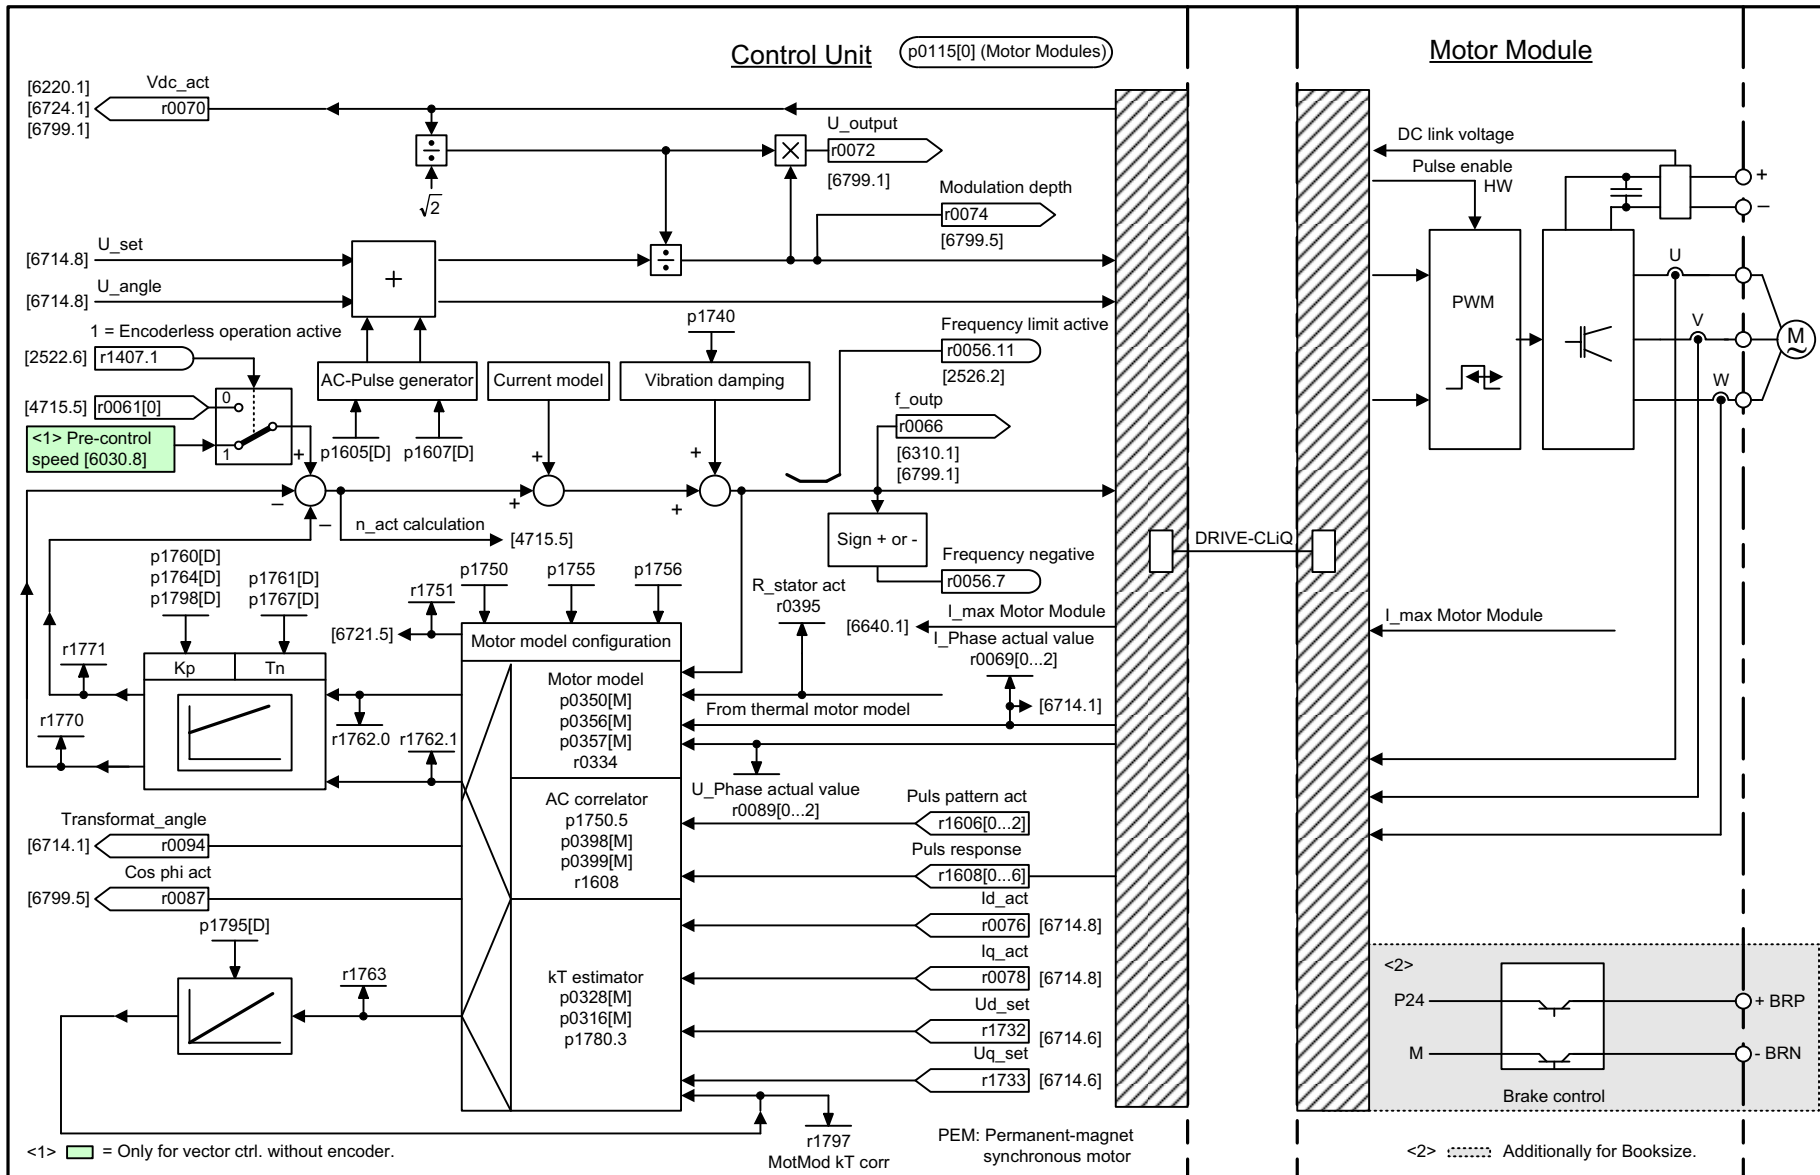 Control Unit
p0115[0] (Motor Modules)
Motor Module
[6220.1]
[6724.1]
[6799.1]
Vdc_act
r0070
÷
√2
×
U_output
r0072
[6799.1]
Modulation depth
r0074
[6799.5]
DC link voltage
Pulse enable
HW
+
–
[6714.8]
U_set
[6714.8]
U_angle
+
÷
PWM
U
V
W
M
~
1 = Encoderless operation active
[2522.6]
r1407.1
[4715.5]
r0061[0]
0
1
<1> Pre-control
speed [6030.8]
AC-Pulse generator
p1605[D]
p1607[D]
Current model
p1740
Vibration damping
Frequency limit active
r0056.11
[2526.2]
f_outp
r0066
[6310.1]
[6799.1]
+
–
–
+
+
+
+
n_act calculation
[4715.5]
Sign + or -
Frequency negative
r0056.7
DRIVE-CLiQ
p1760[D]
p1764[D]
p1798[D]
p1761[D]
p1767[D]
r1751
[6721.5]
p1750
p1755
p1756
R_stator act
r0395
I_max Motor Module
[6640.1]
I_Phase actual value
r0069[0...2]
[6714.1]
I_max Motor Module
r1771
r1770
Kp
Tn
r1762.0
r1762.1
Motor model configuration
Motor model
p0350[M]
p0356[M]
p0357[M]
r0334
From thermal motor model
U_Phase actual value
r0089[0...2]
AC correlator
p1750.5
p0398[M]
p0399[M]
r1608
Puls pattern act
r1606[0...2]
Puls response
r1608[0...6]
Transformat_angle
[6714.1]
r0094
Cos phi act
[6799.5]
r0087
Id_act
r0076
[6714.8]
Iq_act
r0078
[6714.8]
Ud_set
r1732
[6714.6]
Uq_set
r1733
[6714.6]
p1795[D]
r1763
kT estimator
p0328[M]
p0316[M]
p1780.3
<2>
P24
+ BRP
M
- BRN
Brake control
r1797
MotMod kT corr
PEM: Permanent-magnet
synchronous motor
<1> = Only for vector ctrl. without encoder.
<2> Additionally for Booksize.